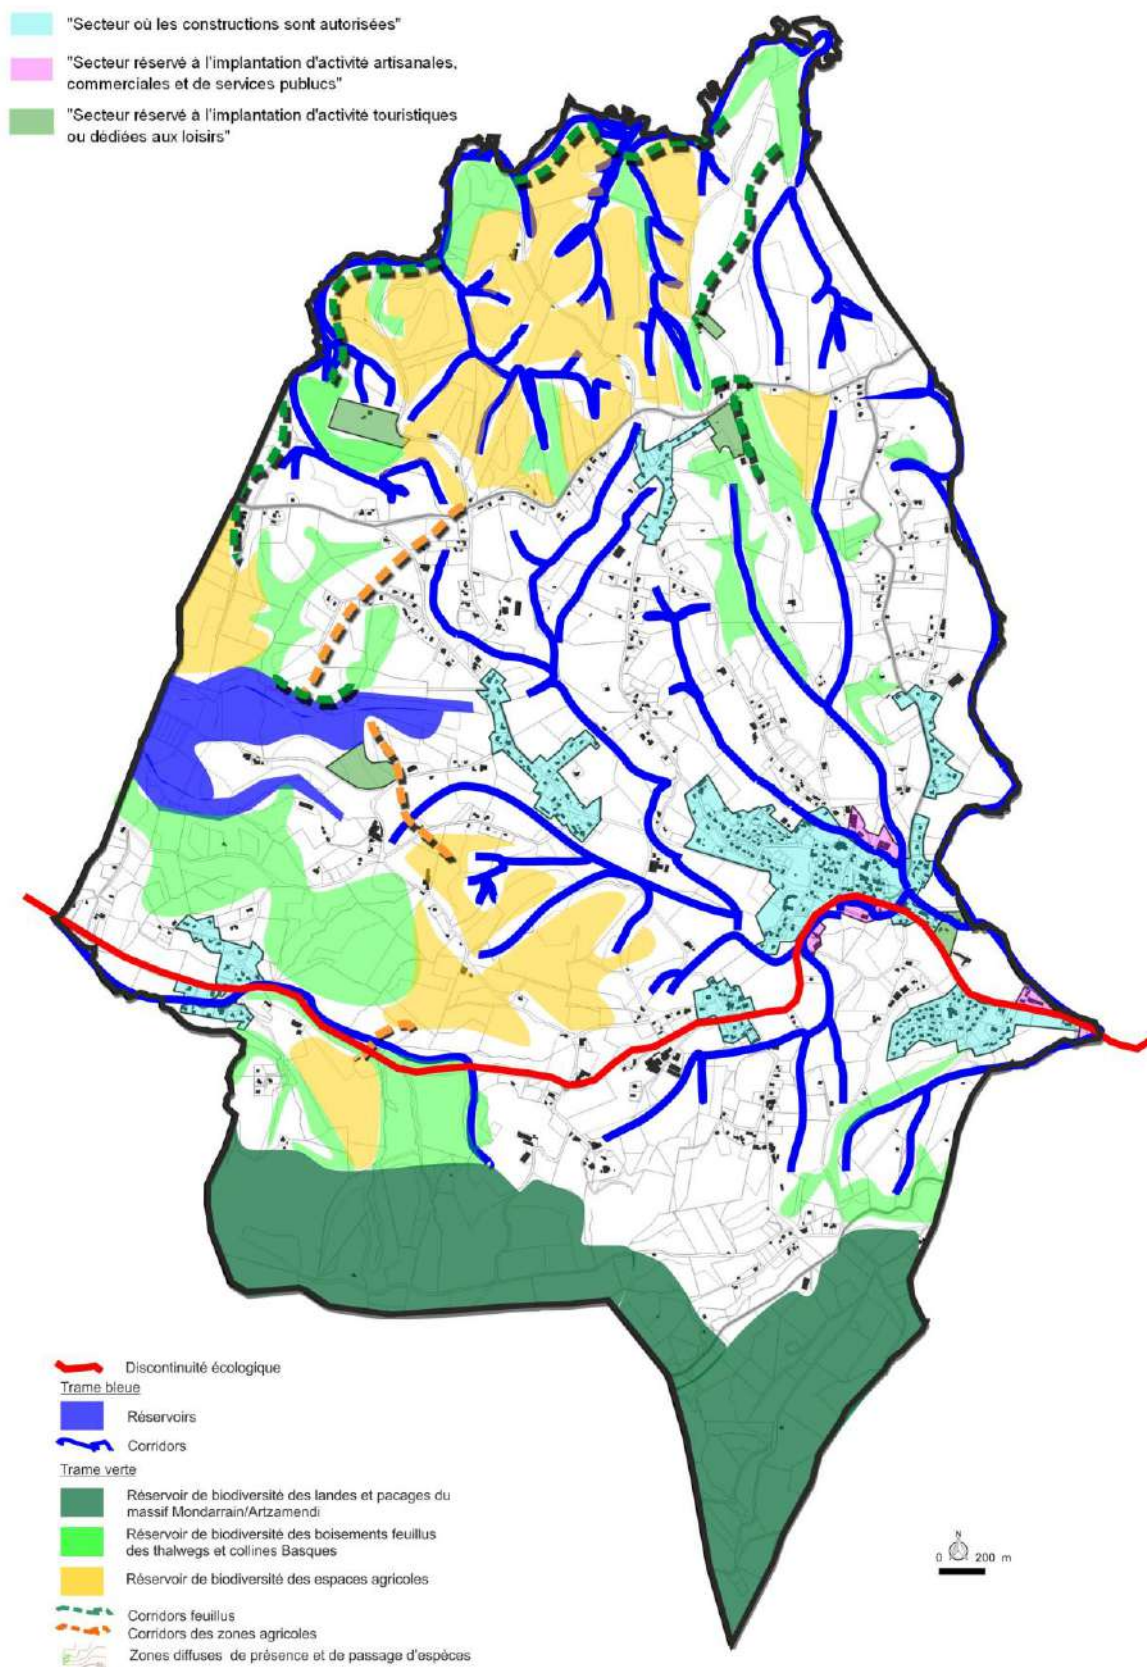 "Secteur où les constructions sont autorisées"
"Secteur réservé à l'implantation d'activité artisanales,
commerciales et de services publucs"
"Secteur réservé à l'implantation d'activité touristiques
ou dédiées aux loisirs"
Discontinuité écologique
Trame bleue
Réservoirs
Corridors
Trame verte
Réservoir de biodiversité des landes et pacages du
massif Mondarrain/Artzamendi
Réservoir de biodiversité des boisements feuillus
des thalwegs et collines Basques
Réservoir de biodiversité des espaces agricoles
Corridors feuillus
Corridors des zones agricoles
Zones diffuses de présence et de passage d'espèces
N
0 200 m